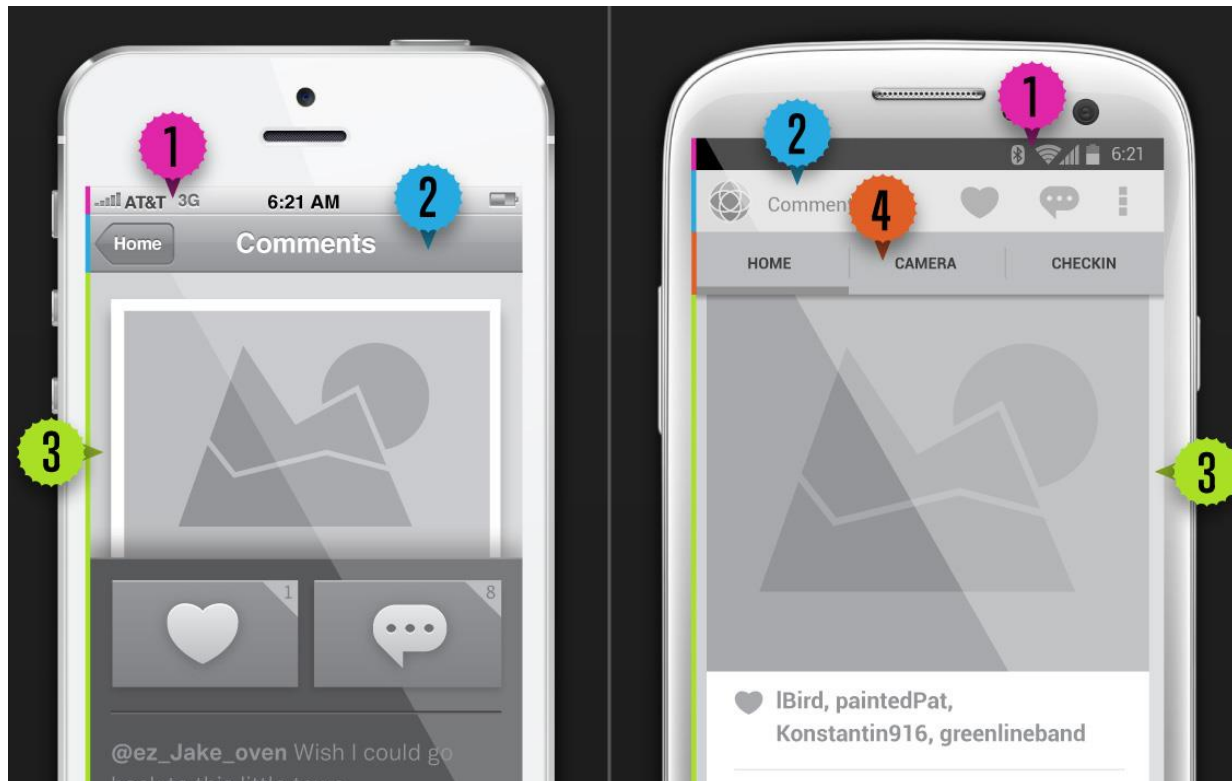 1
AT&T 3G
6:21 AM
2
Home
Comments
3
1
8
@ez_Jake_oven Wish I could go
1
6:21
2
4
HOME
CAMERA
CHECKIN
3
lBird, paintedPat,
Konstantin916, greenlineband